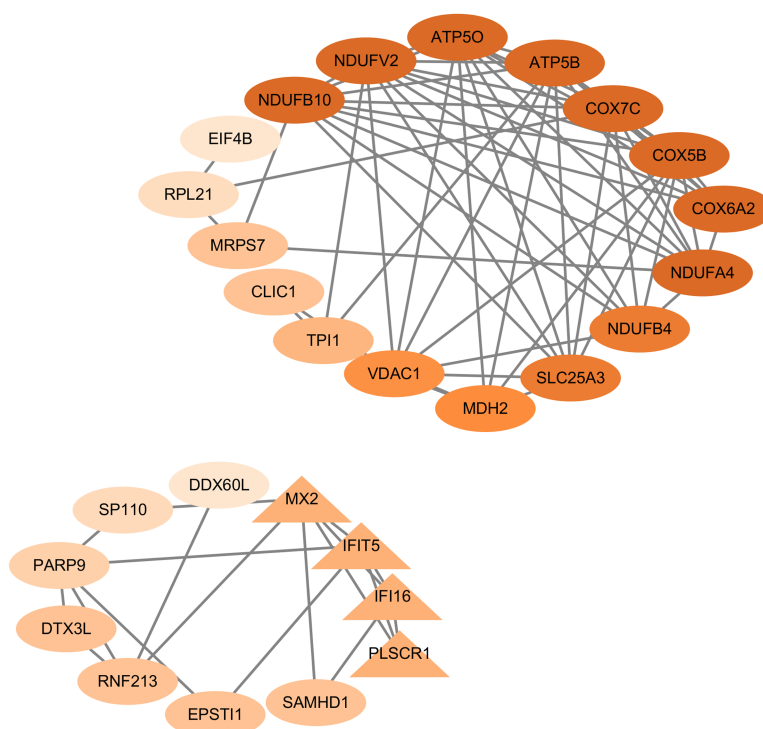 ATP5O
NDUFV2
ATP5B
NDUFB10
COX7C
EIF4B
COX5B
RPL21
COX6A2
MRPS7
NDUFA4
CLIC1
TPI1
NDUFB4
VDAC1
SLC25A3
MDH2
DDX60L
MX2
SP110
IFIT5
PARP9
IFI16
DTX3L
PLSCR1
RNF213
SAMHD1
EPSTI1